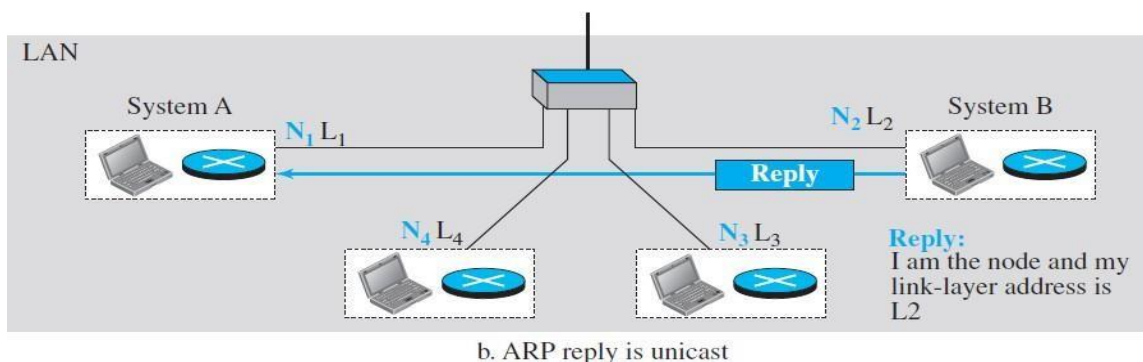 LAN
System A
System B
N1 L1
N2 L2
Reply
N4 L4
N3 L3
Reply:
I am the node and my
link-layer address is
L2
b. ARP reply is unicast